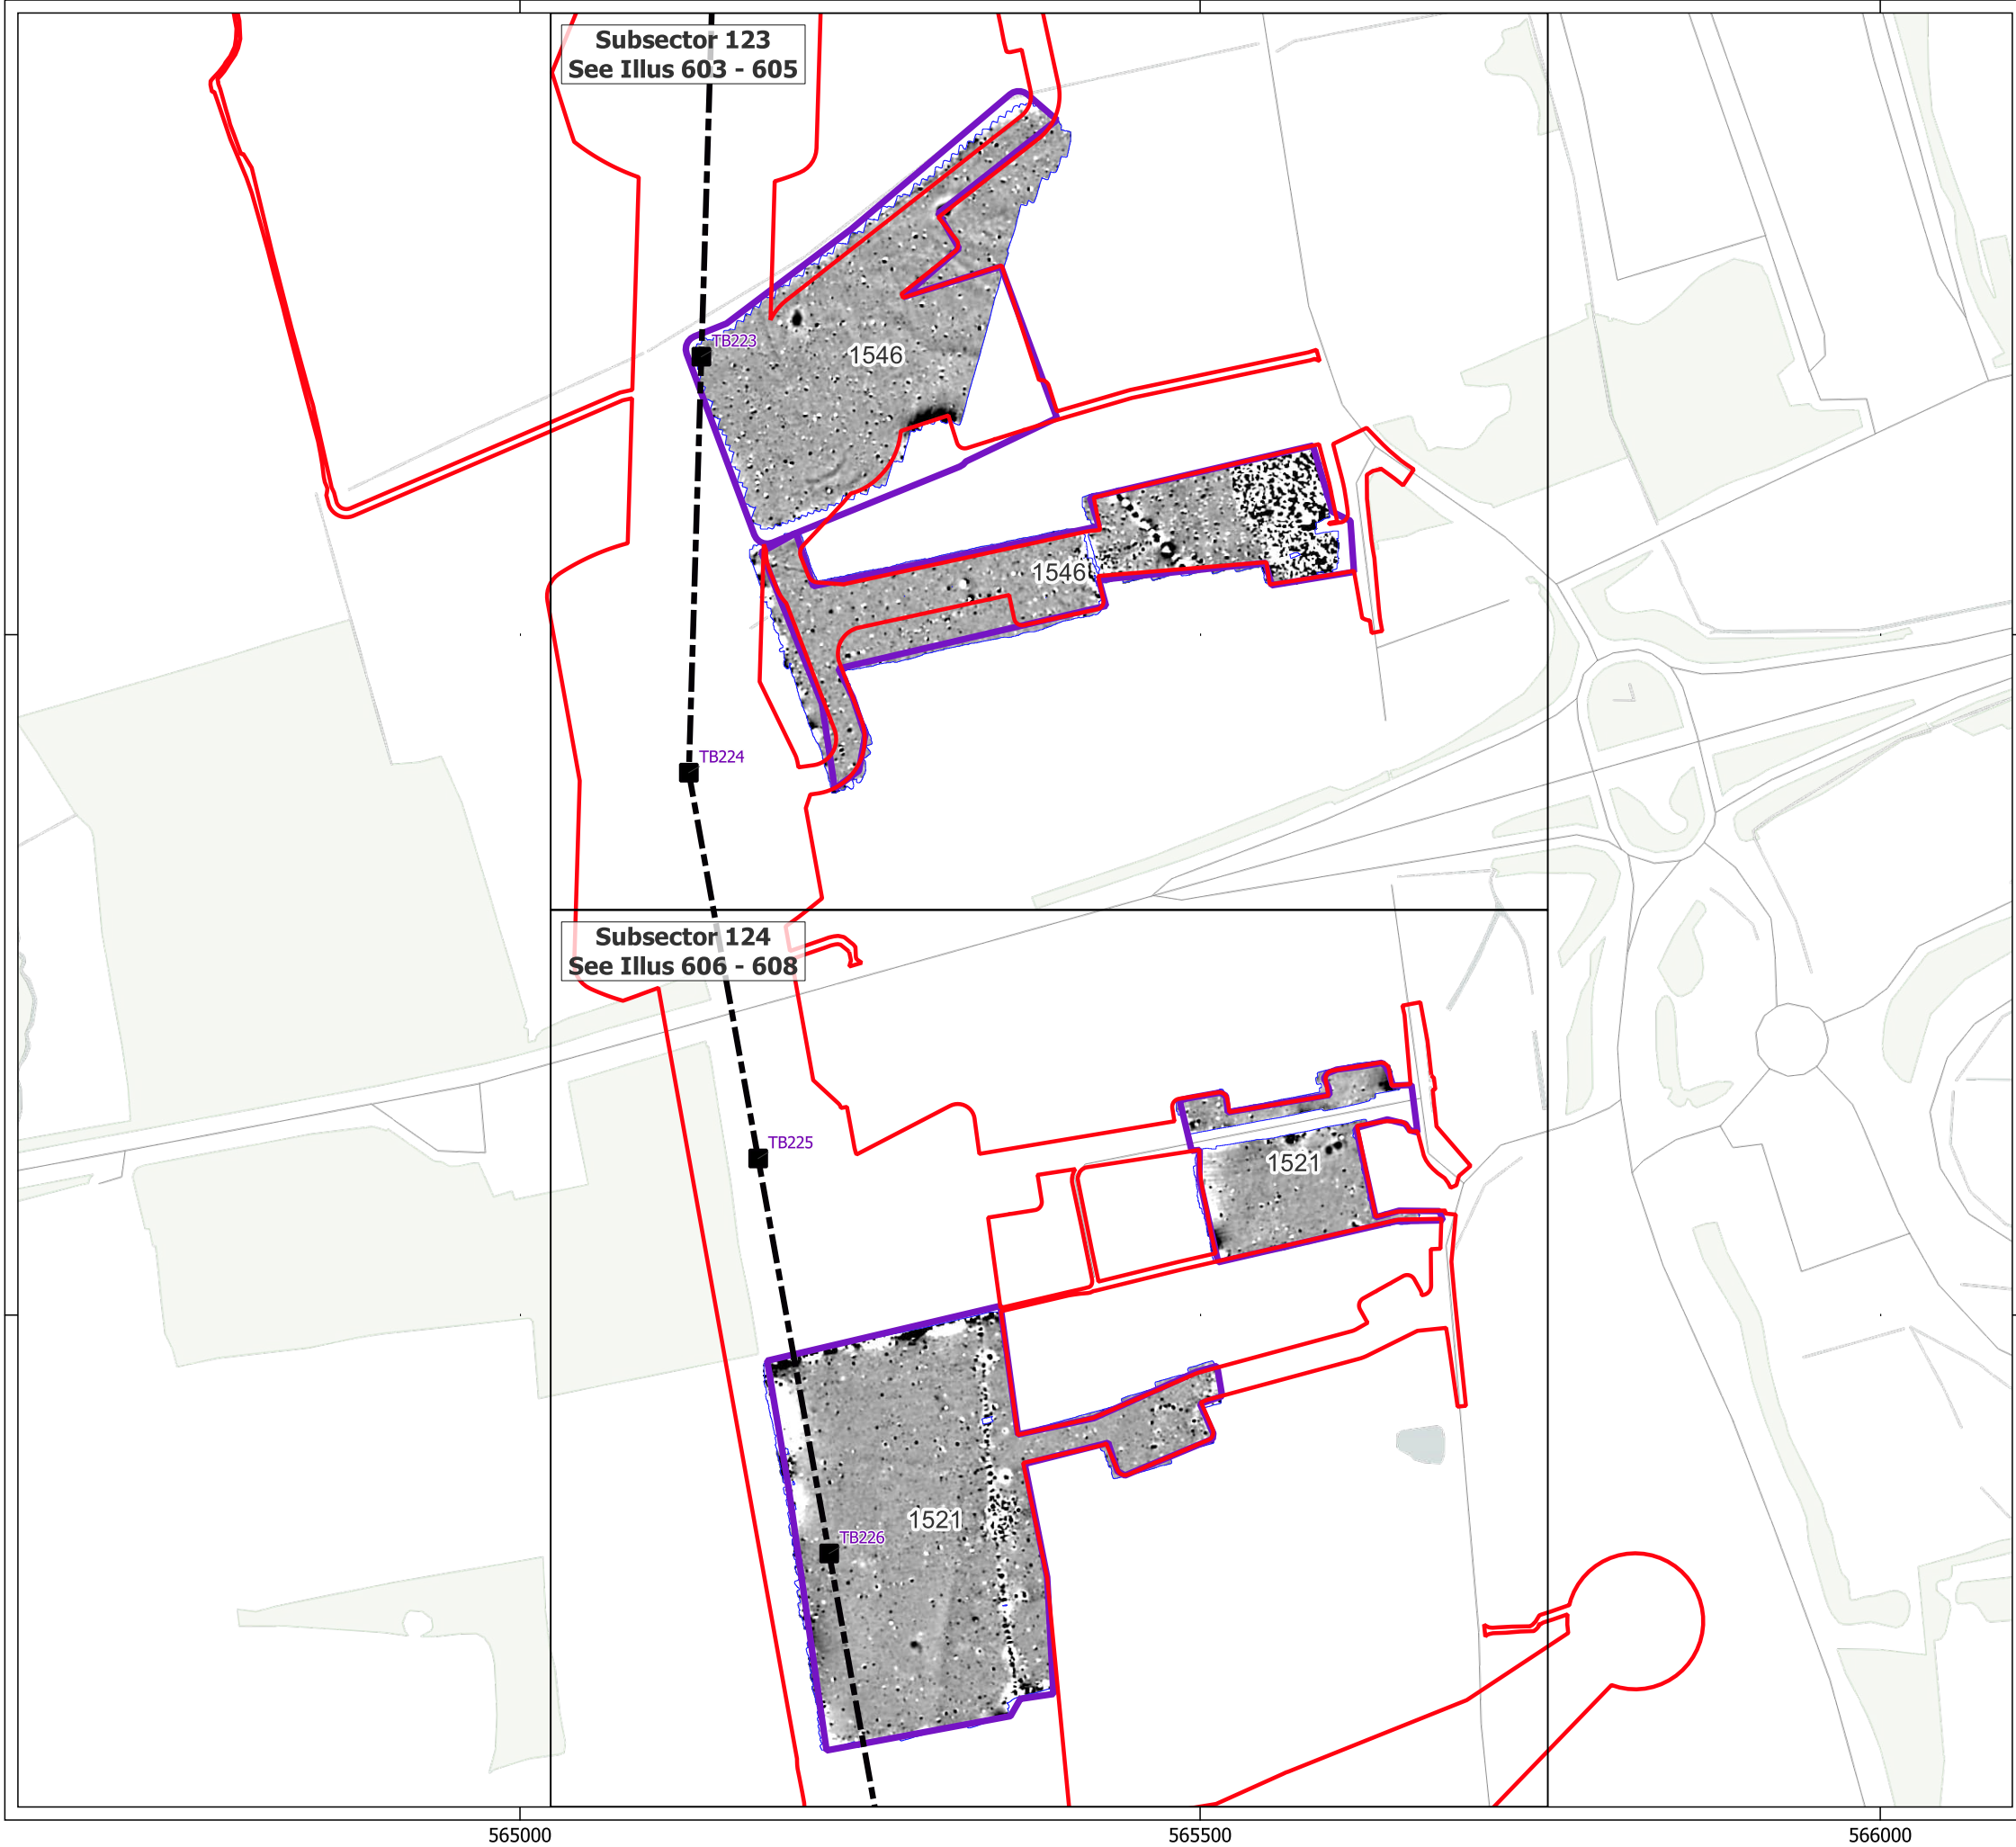 Subsector 123
See Illus 603 - 605
TB223
1546
1546
TB224
Subsector 124
See Illus 606 - 608
TB225
1521
1521
TB226
565000
565500
566000